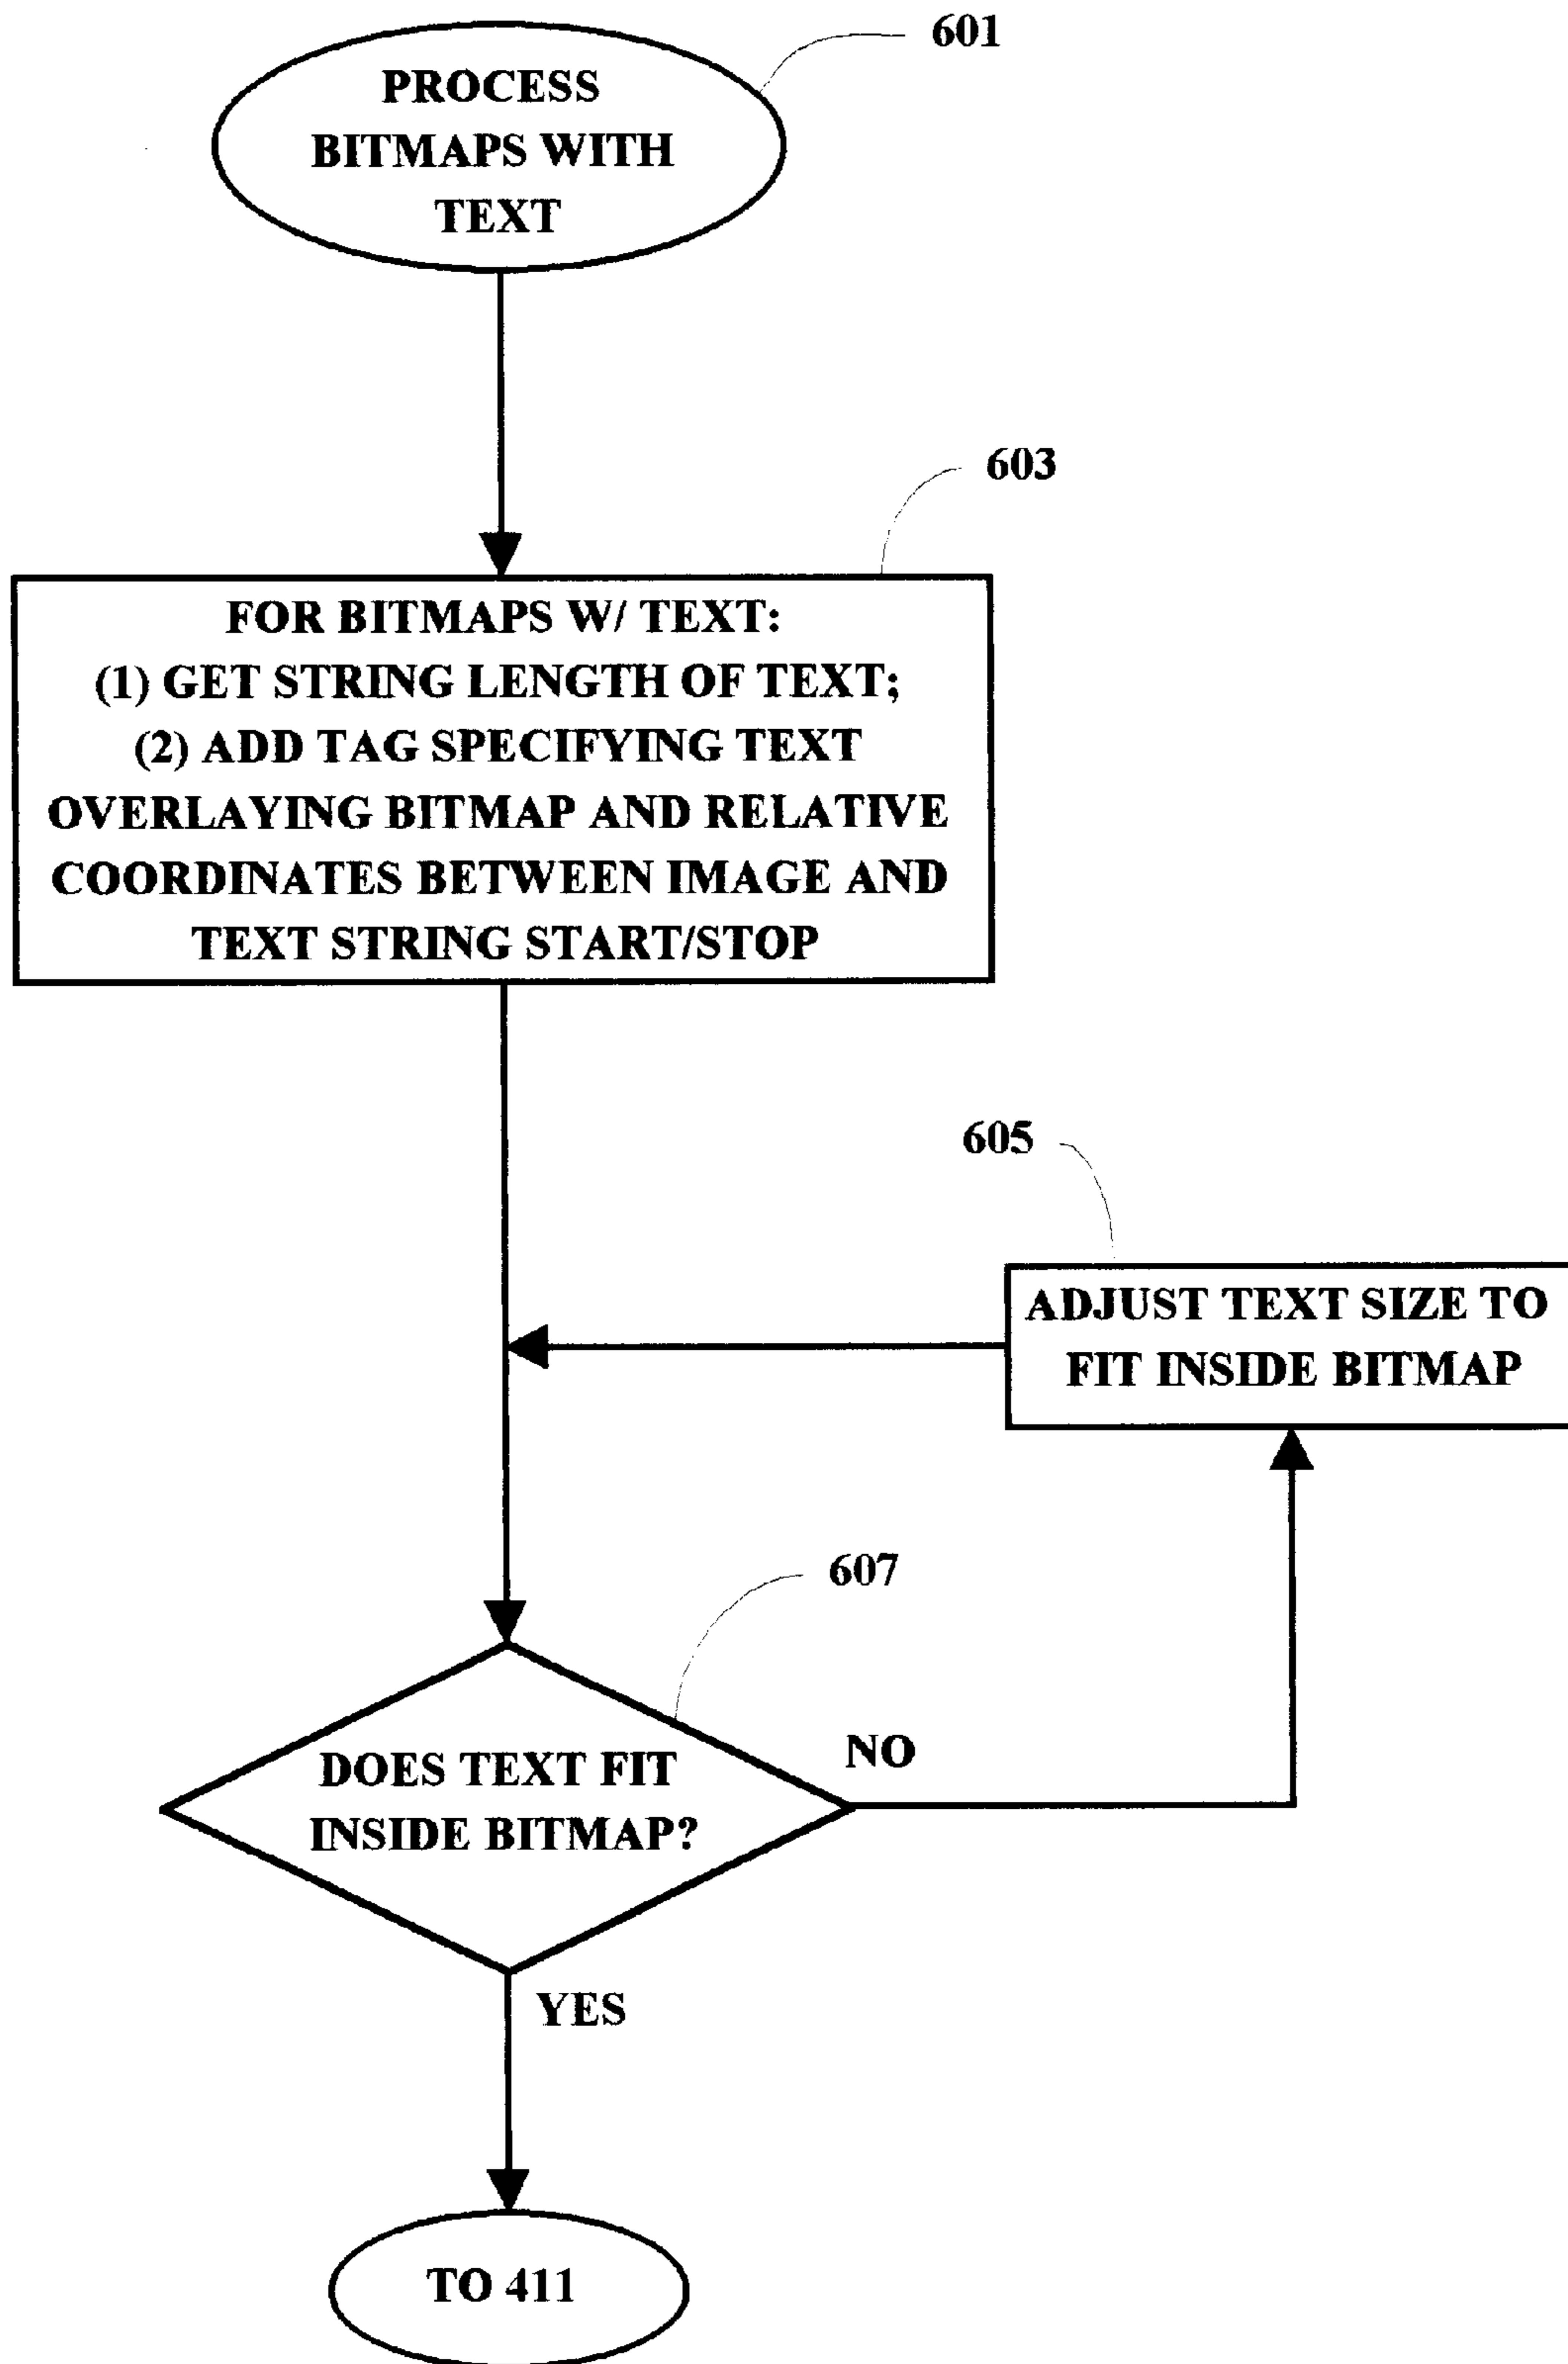 601
PROCESS
BITMAPS WITH
TEXT
603
FOR BITMAPS W/ TEXT:
(1) GET STRING LENGTH OF TEXT;
(2) ADD TAG SPECIFYING TEXT
OVERLAYING BITMAP AND RELATIVE
COORDINATES BETWEEN IMAGE AND
TEXT STRING START/STOP
605
ADJUST TEXT SIZE TO
FIT INSIDE BITMAP
607
NO
DOES TEXT FIT
INSIDE BITMAP?
YES
TO 411